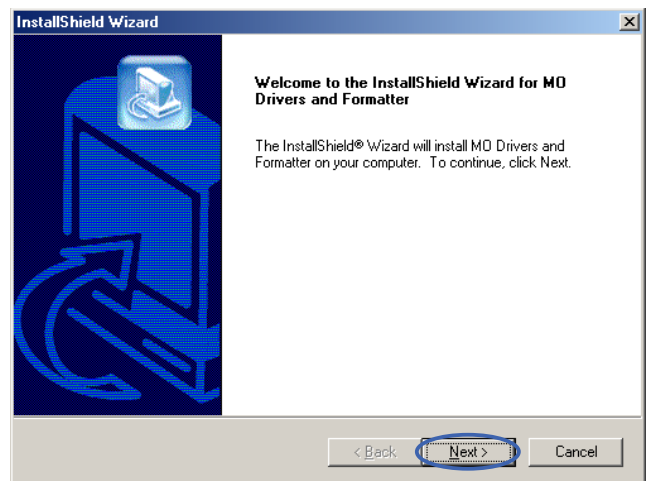 InstallShield Wizard
Welcome to the InstallShield Wizard for MO
Drivers and Formatter
The InstallShield® Wizard will install MO Drivers and
Formatter on your computer. To continue, click Next.
< Back
Next >
Cancel